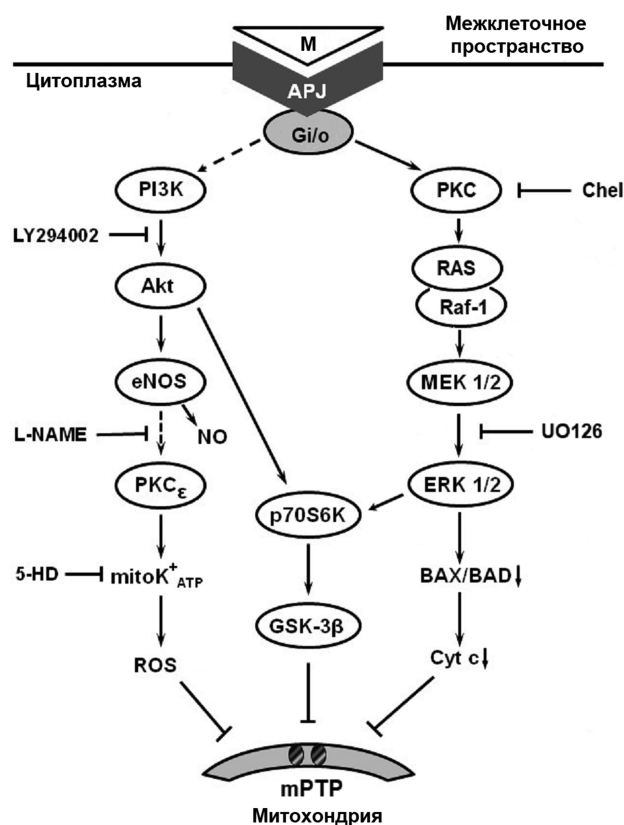 М
Межклеточное
пространство
Цитоплазма
APJ
Gi/o
PI3K
PKC
Chel
LY294002
RAS
Akt
Raf-1
eNOS
MEK 1/2
L-NAME
NO
UO126
PKCε
ERK 1/2
p70S6K
5-HD
mitoK⁺ATP
BAX/BAD↓
GSK-3β
ROS
Cyt c↓
mPTP
Митохондрия